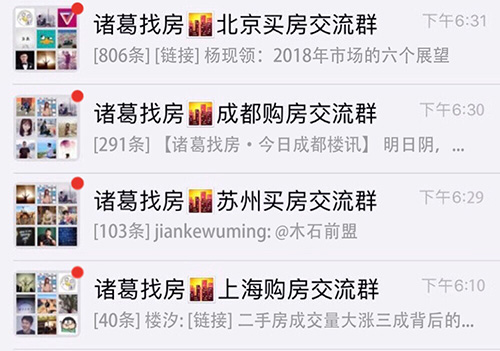 诸葛找房🌇北京买房交流群 下午6:31
[806条] [链接] 杨现领：2018年市场的六个展望
诸葛找房🌇成都购房交流群 下午6:30
[291条] 【诸葛找房·今日成都楼讯】 明日阴，...
诸葛找房🌇苏州买房交流群 下午6:29
[103条] jiankewuming: @木石前盟
诸葛找房🌇上海购房交流群 下午6:10
[40条] 楼汐: [链接] 二手房成交量大涨三成背后的...